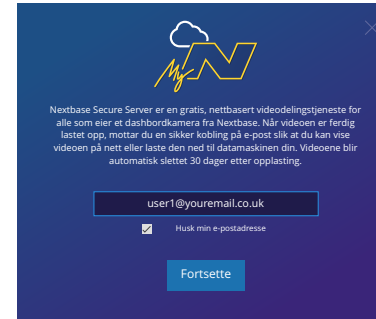 My N
Nextbase Secure Server er en gratis, nettbasert videodelingstjeneste for
alle som eier et dashbordkamera fra Nextbase. Når videoen er ferdig
lastet opp, mottar du en sikker kobling på e-post slik at du kan vise
videoen på nett eller laste den ned til datamaskinen din. Videoene blir
automatisk slettet 30 dager etter opplasting.
user1@youremail.co.uk
Husk min e-postadresse
Fortsette